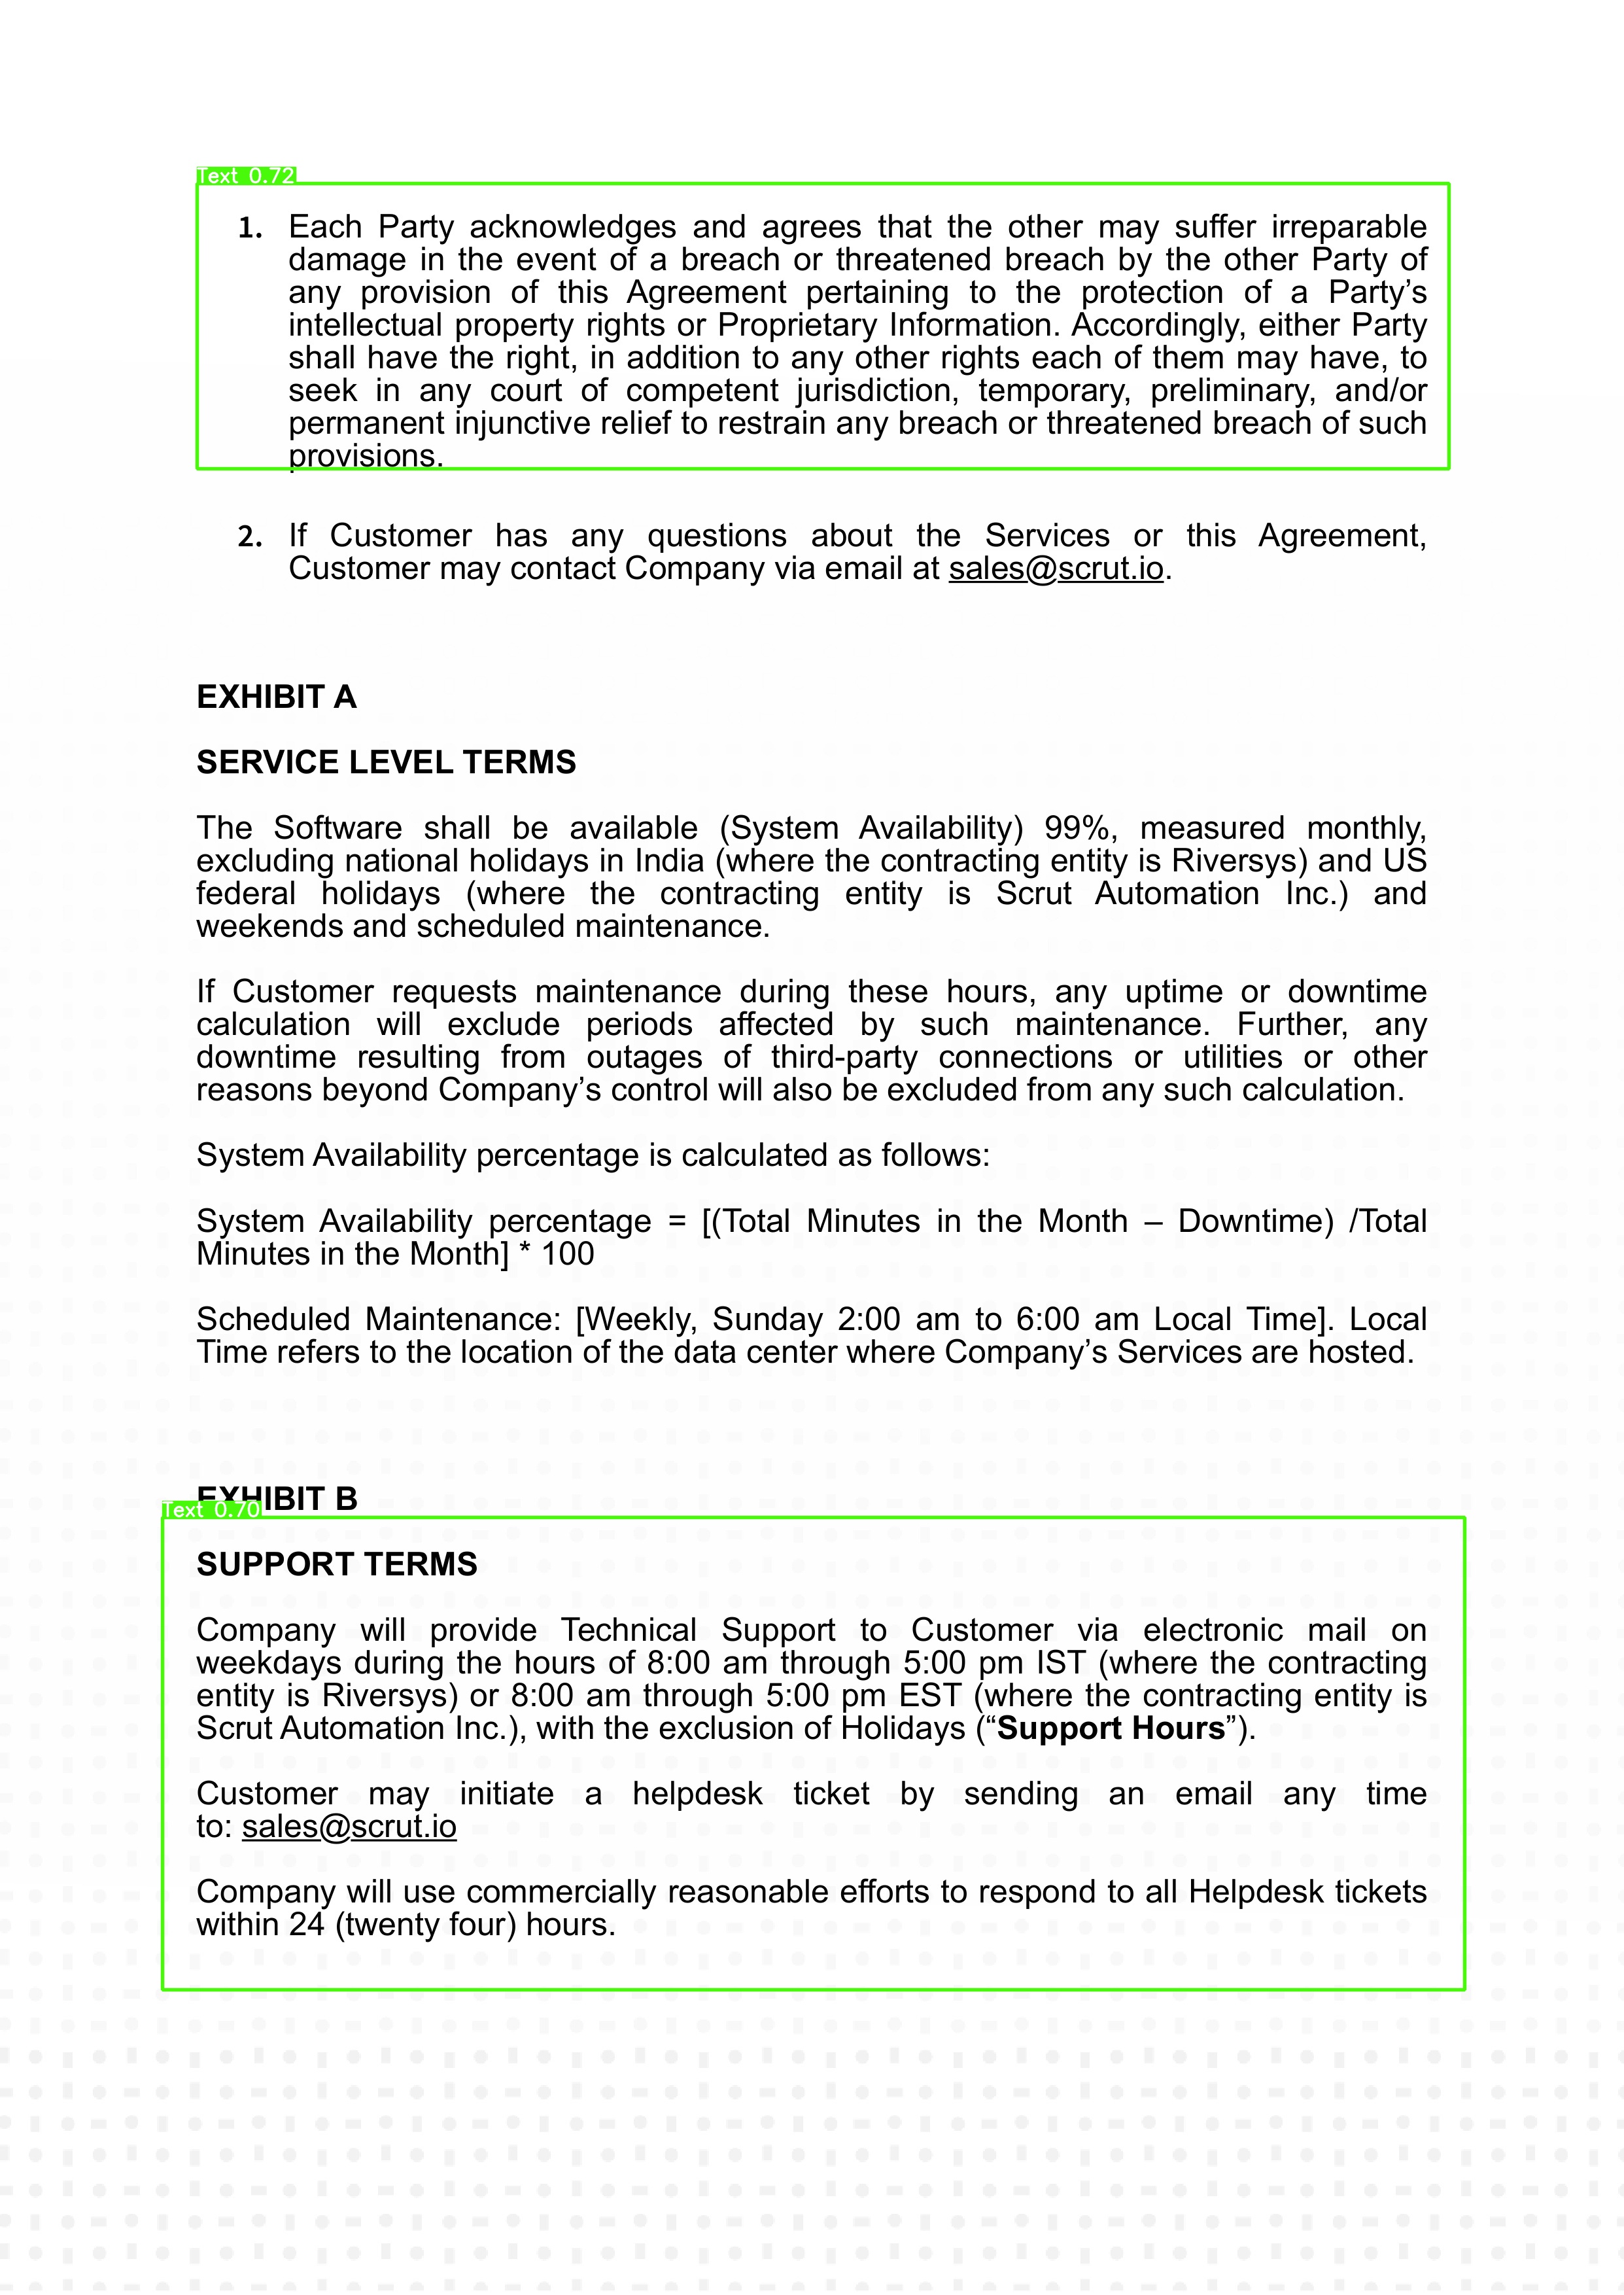 Text 0.72
1. Each Party acknowledges and agrees that the other may suffer irreparable
damage in the event of a breach or threatened breach by the other Party of
any provision of this Agreement pertaining to the protection of a Party’s
intellectual property rights or Proprietary Information. Accordingly, either Party
shall have the right, in addition to any other rights each of them may have, to
seek in any court of competent jurisdiction, temporary, preliminary, and/or
permanent injunctive relief to restrain any breach or threatened breach of such
provisions.
2. If Customer has any questions about the Services or this Agreement,
Customer may contact Company via email at sales@scrut.io.
EXHIBIT A
SERVICE LEVEL TERMS
The Software shall be available (System Availability) 99%, measured monthly,
excluding national holidays in India (where the contracting entity is Riversys) and US
federal holidays (where the contracting entity is Scrut Automation Inc.) and
weekends and scheduled maintenance.
If Customer requests maintenance during these hours, any uptime or downtime
calculation will exclude periods affected by such maintenance. Further, any
downtime resulting from outages of third-party connections or utilities or other
reasons beyond Company’s control will also be excluded from any such calculation.
System Availability percentage is calculated as follows:
System Availability percentage = [(Total Minutes in the Month – Downtime) /Total
Minutes in the Month] * 100
Scheduled Maintenance: [Weekly, Sunday 2:00 am to 6:00 am Local Time]. Local
Time refers to the location of the data center where Company’s Services are hosted.
EXHIBIT B
Text 0.70
SUPPORT TERMS
Company will provide Technical Support to Customer via electronic mail on
weekdays during the hours of 8:00 am through 5:00 pm IST (where the contracting
entity is Riversys) or 8:00 am through 5:00 pm EST (where the contracting entity is
Scrut Automation Inc.), with the exclusion of Holidays (“Support Hours”).
Customer may initiate a helpdesk ticket by sending an email any time
to: sales@scrut.io
Company will use commercially reasonable efforts to respond to all Helpdesk tickets
within 24 (twenty four) hours.